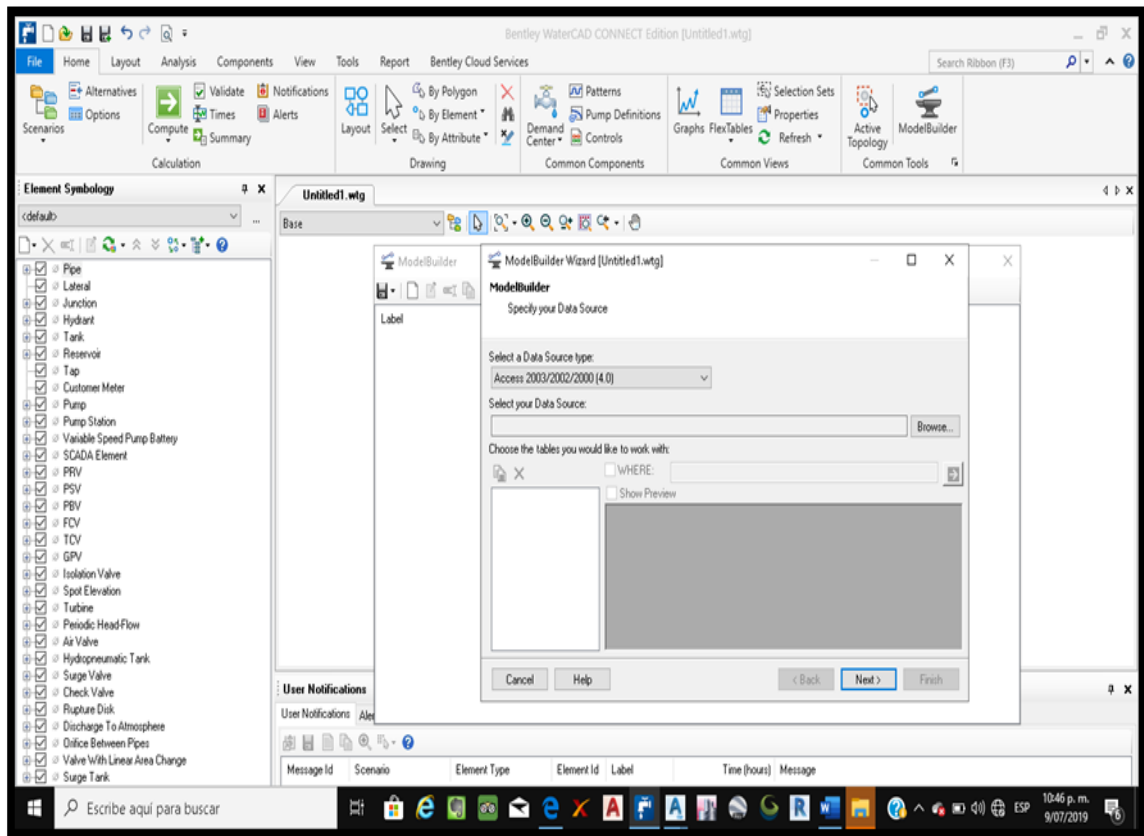 Bentley WaterCAD CONNECT Edition [Untitled1.wtg]
File Home Layout Analysis Components View Tools Report Bentley Cloud Services Search Ribbon (F3)
Scenarios
Alternatives
Options
Compute
Validate
Times
Summary
Notifications
Alerts
Calculation
Layout
Select
By Polygon
By Element
By Attribute
Drawing
Demand Center
Patterns
Pump Definitions
Controls
Common Components
Graphs
FlexTables
Selection Sets
Properties
Refresh
Common Views
Active Topology
ModelBuilder
Common Tools
Element Symbology
<default>
...
Pipe
Lateral
Junction
Hydrant
Tank
Reservoir
Tap
Customer Meter
Pump
Pump Station
Variable Speed Pump Battery
SCADA Element
PRV
PSV
PBV
FCV
TCV
GPV
Isolation Valve
Spot Elevation
Turbine
Periodic Head-Flow
Air Valve
Hydropneumatic Tank
Surge Valve
Check Valve
Rupture Disk
Discharge To Atmosphere
Orifice Between Pipes
Valve With Linear Area Change
Surge Tank
Untitled1.wtg
Base
ModelBuilder
Label
ModelBuilder Wizard [Untitled1.wtg]
ModelBuilder
Specify your Data Source
Select a Data Source type:
Access 2003/2002/2000 (4.0)
Select your Data Source:
Browse...
Choose the tables you would like to work with:
WHERE:
Show Preview
Cancel Help < Back Next > Finish
User Notifications
User Notifications Aler
Message Id Scenario Element Type Element Id Label Time (hours) Message
Escribe aquí para buscar
ESP
10:46 p. m.
9/07/2019
6